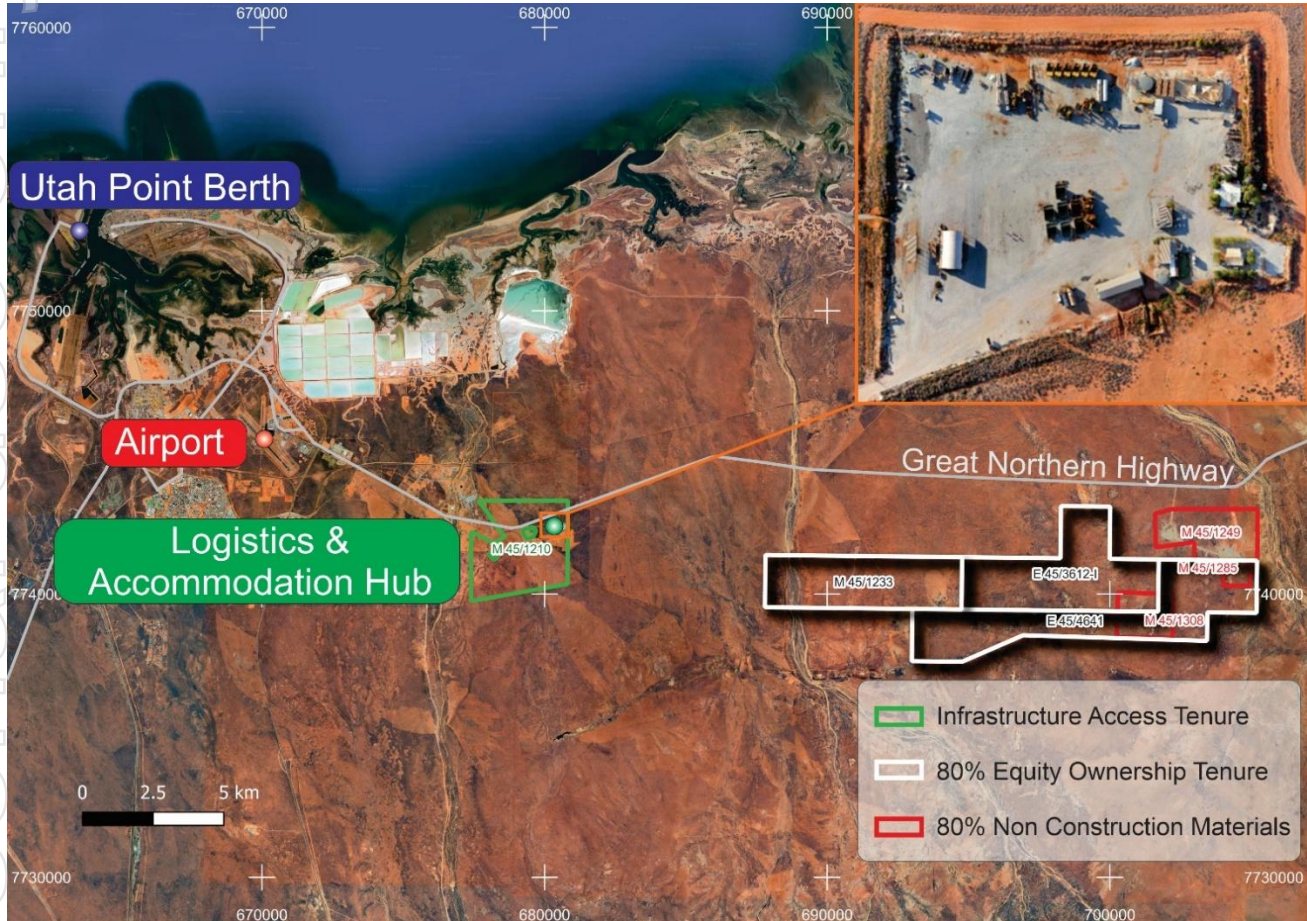 670000
680000
690000
7760000
Utah Point Berth
7750000
Airport
Great Northern Highway
Logistics &
Accommodation Hub
M 45/1210
M 45/1249
M 45/1285
M 45/1233
E 45/3612-I
7740000
7740000
E 45/4641
M 45/1308
Infrastructure Access Tenure
80% Equity Ownership Tenure
80% Non Construction Materials
0 2.5 5 km
7730000
7730000
670000
680000
690000
700000